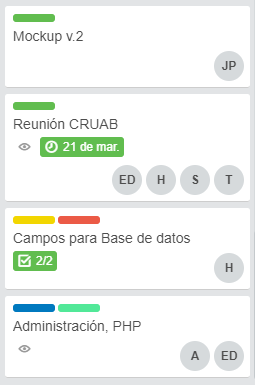 Mockup v.2
JP
Reunión CRUAB
21 de mar.
ED H S T
Campos para Base de datos
2/2
H
Administración, PHP
A ED